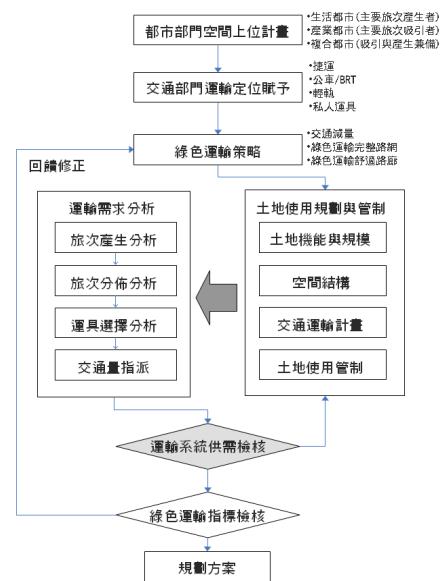 都市部門空間上位計畫
•生活都市(主要旅次產生者)
•產業都市(主要旅次吸引者)
•複合都市(吸引與產生兼備)
交通部門運輸定位賦予
•捷運
•公車/BRT
•輕軌
•私人運具
綠色運輸策略
•交通減量
•綠色運輸完整路網
•綠色運輸舒適路廊
回饋修正
運輸需求分析
旅次產生分析
旅次分佈分析
運具選擇分析
交通量指派
土地使用規劃與管制
土地機能與規模
空間結構
交通運輸計畫
土地使用管制
運輸系統供需檢核
綠色運輸指標檢核
規劃方案